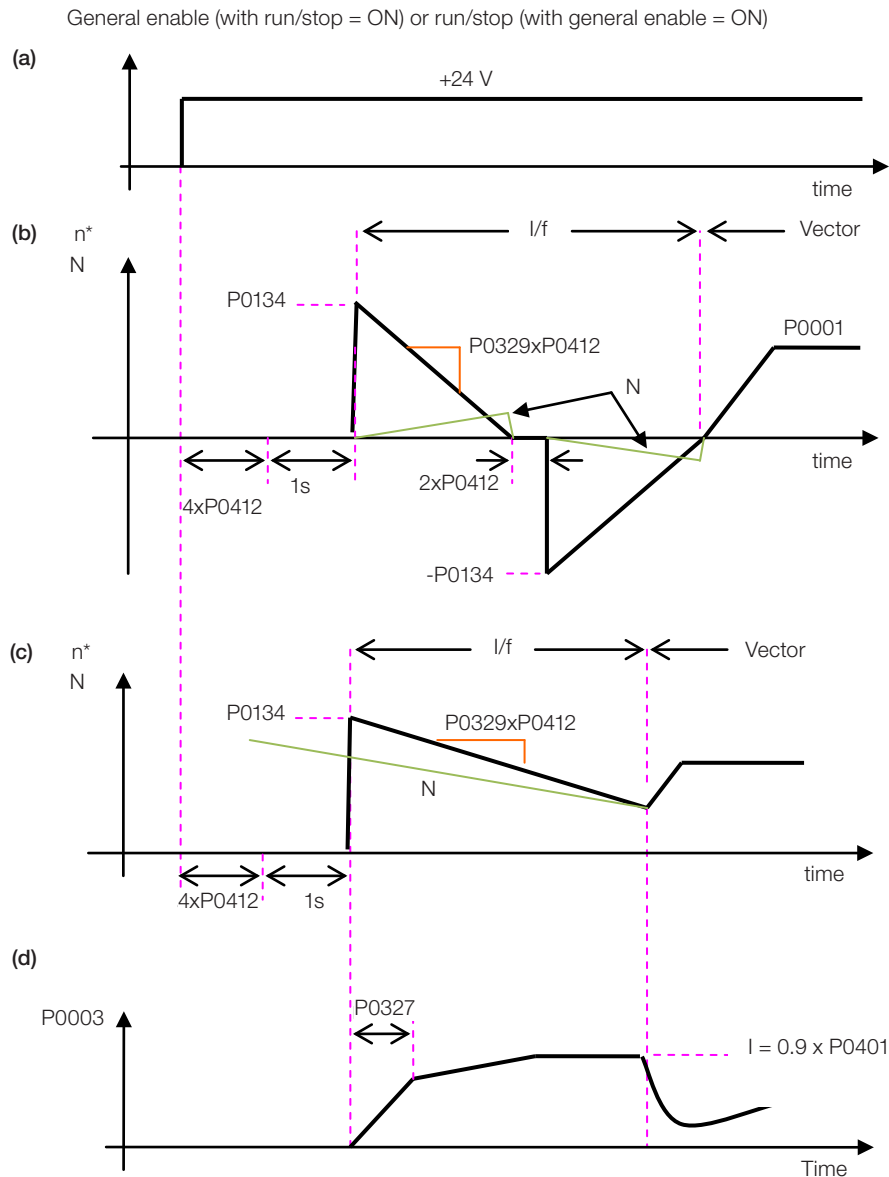 General enable (with run/stop = ON) or run/stop (with general enable = ON)
(a)
+24 V
time
(b)
n*
N
I/f
Vector
P0134
P0329xP0412
P0001
N
time
4xP0412
1s
2xP0412
-P0134
(c)
n*
N
I/f
Vector
P0134
P0329xP0412
N
time
4xP0412
1s
(d)
P0003
P0327
I = 0.9 x P0401
Time